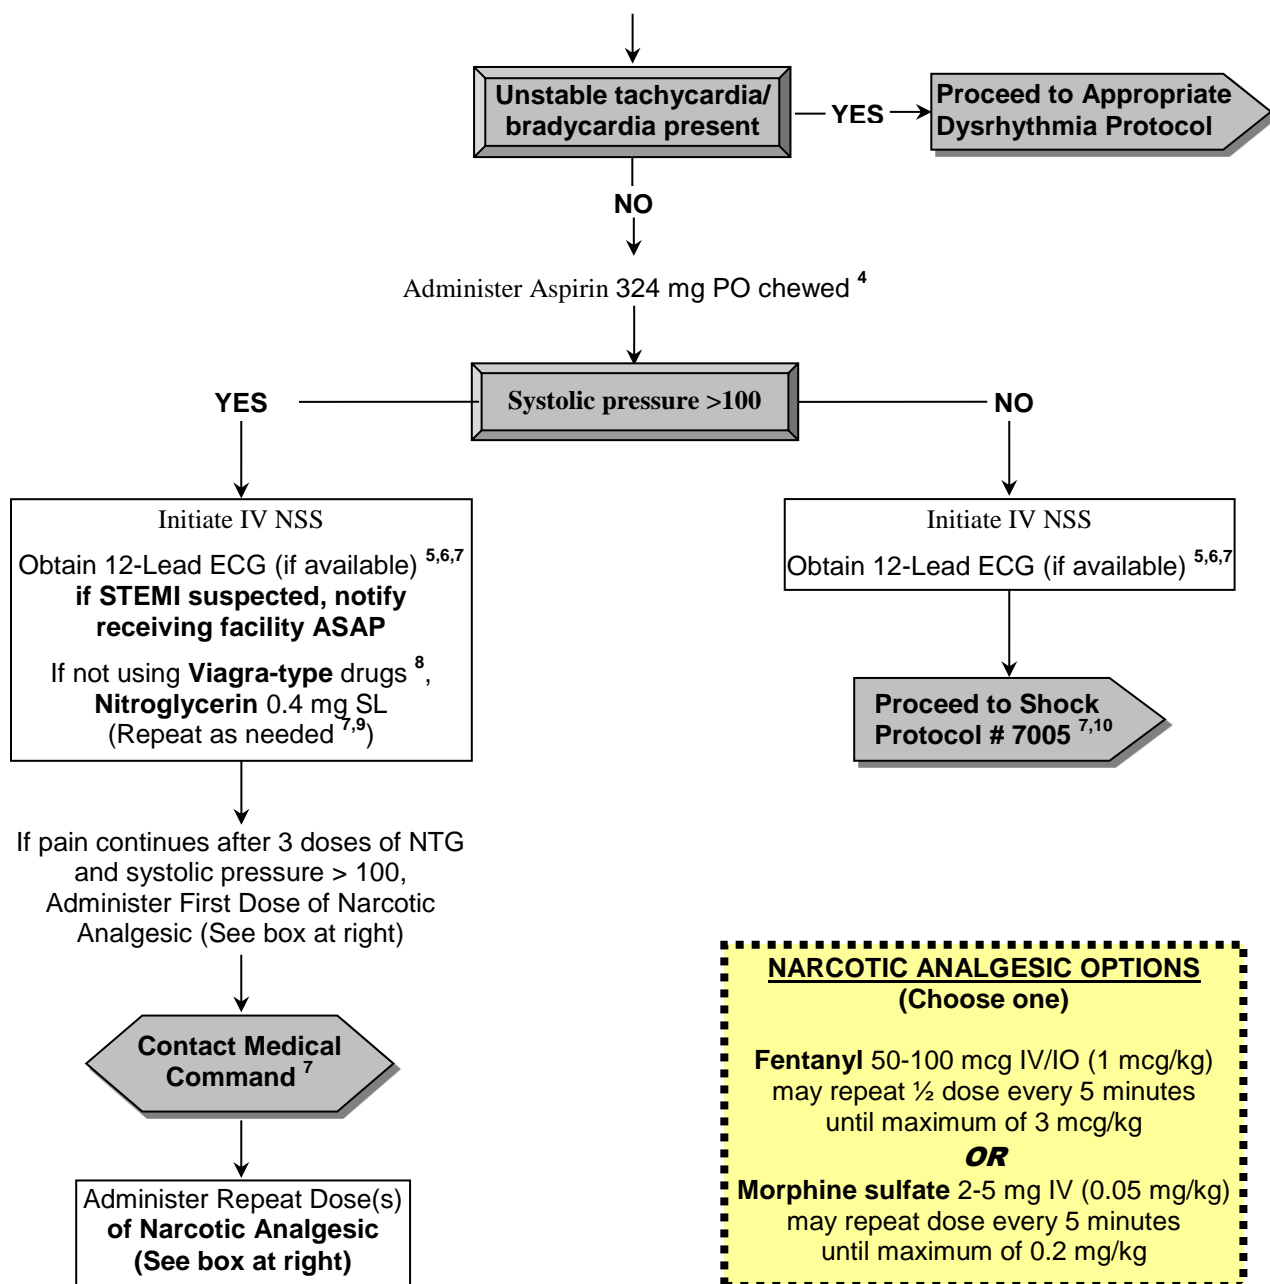 Unstable tachycardia/
bradycardia present
YES
Proceed to Appropriate
Dysrhythmia Protocol
NO
Administer Aspirin 324 mg PO chewed 4
Systolic pressure >100
YES
NO
Initiate IV NSS
Obtain 12-Lead ECG (if available) 5,6,7
if STEMI suspected, notify
receiving facility ASAP
If not using Viagra-type drugs 8,
Nitroglycerin 0.4 mg SL
(Repeat as needed 7,9)
Initiate IV NSS
Obtain 12-Lead ECG (if available) 5,6,7
Proceed to Shock
Protocol # 7005 7,10
If pain continues after 3 doses of NTG
and systolic pressure > 100,
Administer First Dose of Narcotic
Analgesic (See box at right)
Contact Medical
Command 7
Administer Repeat Dose(s)
of Narcotic Analgesic
(See box at right)
NARCOTIC ANALGESIC OPTIONS
(Choose one)
Fentanyl 50-100 mcg IV/IO (1 mcg/kg)
may repeat ½ dose every 5 minutes
until maximum of 3 mcg/kg
OR
Morphine sulfate 2-5 mg IV (0.05 mg/kg)
may repeat dose every 5 minutes
until maximum of 0.2 mg/kg